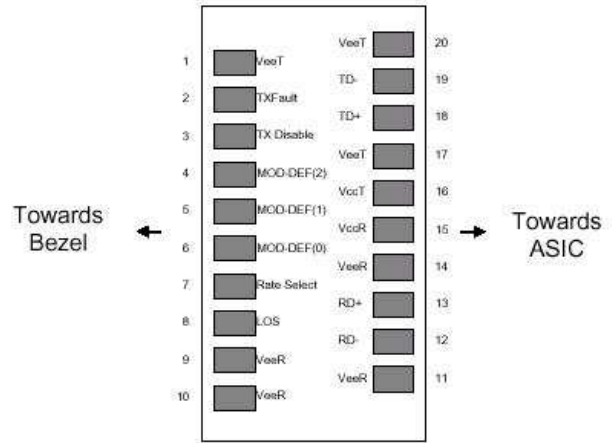 VeeT 20
1 VeeT
TD- 19
2 TXFault
TD+ 18
3 TX Disable
VeeT 17
4 MOD-DEF(2)
VccT 16
5 MOD-DEF(1)
VccR 15
6 MOD-DEF(0)
VeeR 14
7 Rate Select
RD+ 13
8 LOS
RD- 12
9 VeeR
VeeR 11
10 VeeR
Towards
Bezel
Towards
ASIC